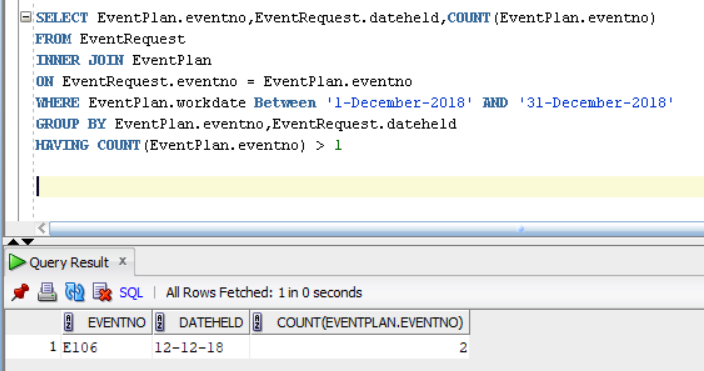 SELECT EventPlan.eventno,EventRequest.dateheld,COUNT(EventPlan.eventno)
FROM EventRequest
INNER JOIN EventPlan
ON EventRequest.eventno = EventPlan.eventno
WHERE EventPlan.workdate Between '1-December-2018' AND '31-December-2018'
GROUP BY EventPlan.eventno,EventRequest.dateheld
HAVING COUNT(EventPlan.eventno) > 1
Query Result x
SQL | All Rows Fetched: 1 in 0 seconds
EVENTNO DATEHELD COUNT(EVENTPLAN.EVENTNO)
1 E106 12-12-18 2